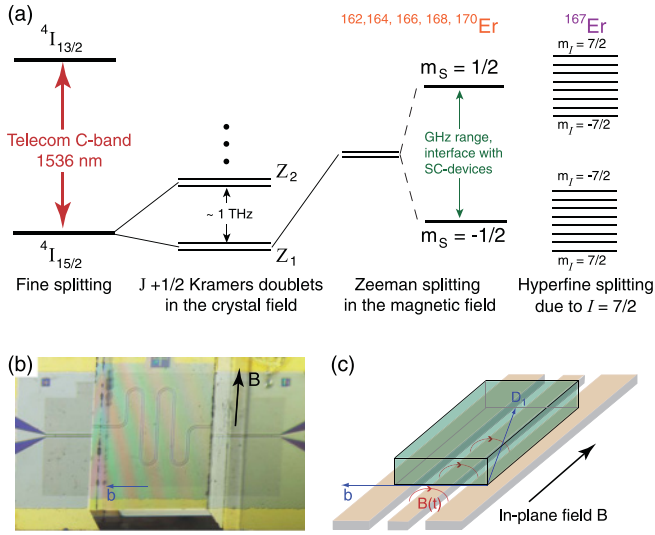 (a)
162,164, 166, 168, 170Er
167Er
4I13/2
Telecom C-band
1536 nm
4I15/2
Fine splitting
Z2
~ 1 THz
Z1
J +1/2 Kramers doublets
in the crystal field
mS = 1/2
GHz range,
interface with
SC-devices
mS = -1/2
Zeeman splitting
in the magnetic field
mI = 7/2
mI = -7/2
mI = -7/2
mI = 7/2
Hyperfine splitting
due to I = 7/2
(b)
B
b
(c)
D1
b
B(t)
In-plane field B